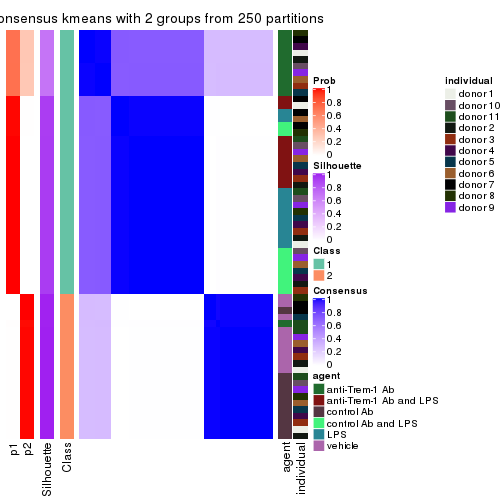 onsensus kmeans with 2 groups from 250 partitions
Prob
1
0.8
0.6
0.4
0.2
0
Silhouette
1
0.8
0.6
0.4
0.2
0
Class
1
2
Consensus
1
0.8
0.6
0.4
0.2
0
agent
anti-Trem-1 Ab
anti-Trem-1 Ab and LPS
control Ab
control Ab and LPS
LPS
vehicle
individual
donor 1
donor 10
donor 11
donor 2
donor 3
donor 4
donor 5
donor 6
donor 7
donor 8
donor 9
p1
p2
Silhouette
Class
agent
individual